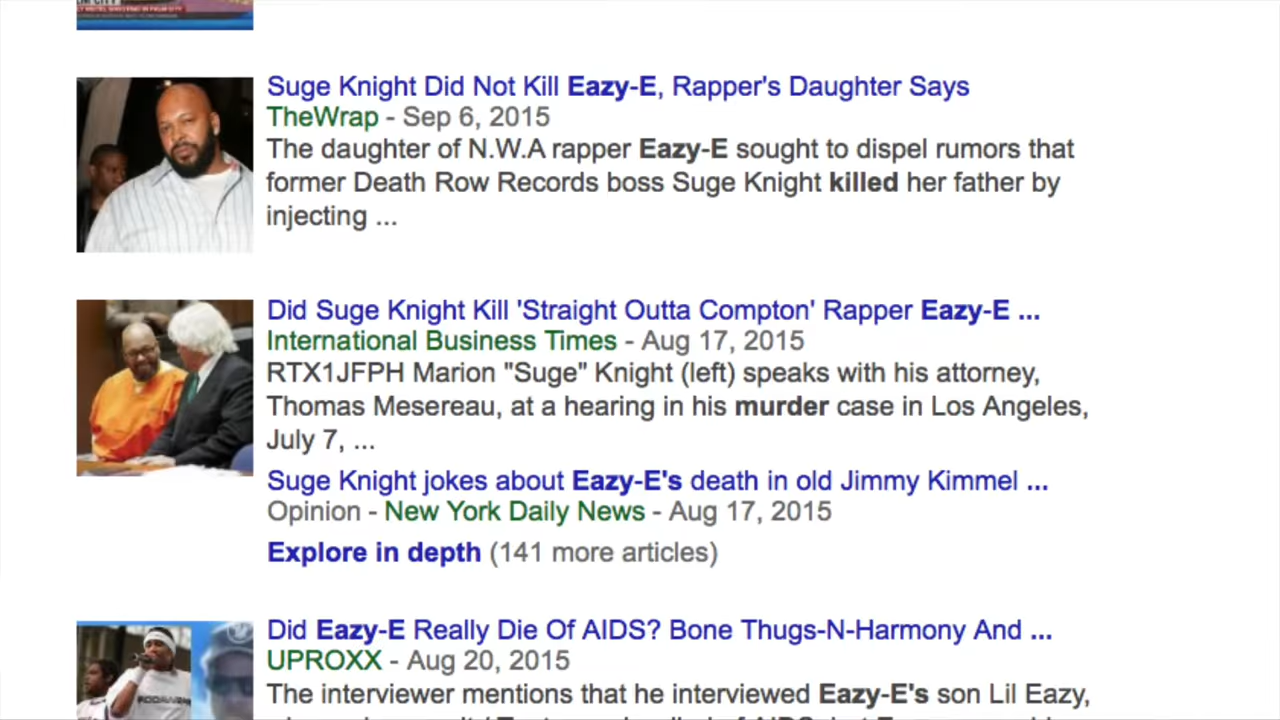 Suge Knight Did Not Kill Eazy-E, Rapper's Daughter Says
TheWrap - Sep 6, 2015
The daughter of N.W.A rapper Eazy-E sought to dispel rumors that
former Death Row Records boss Suge Knight killed her father by
injecting ...
Did Suge Knight Kill 'Straight Outta Compton' Rapper Eazy-E ...
International Business Times - Aug 17, 2015
RTX1JFPH Marion "Suge" Knight (left) speaks with his attorney,
Thomas Mesereau, at a hearing in his murder case in Los Angeles,
July 7, ...
Suge Knight jokes about Eazy-E's death in old Jimmy Kimmel ...
Opinion - New York Daily News - Aug 17, 2015
Explore in depth (141 more articles)
Did Eazy-E Really Die Of AIDS? Bone Thugs-N-Harmony And ...
UPROXX - Aug 20, 2015
The interviewer mentions that he interviewed Eazy-E's son Lil Eazy,